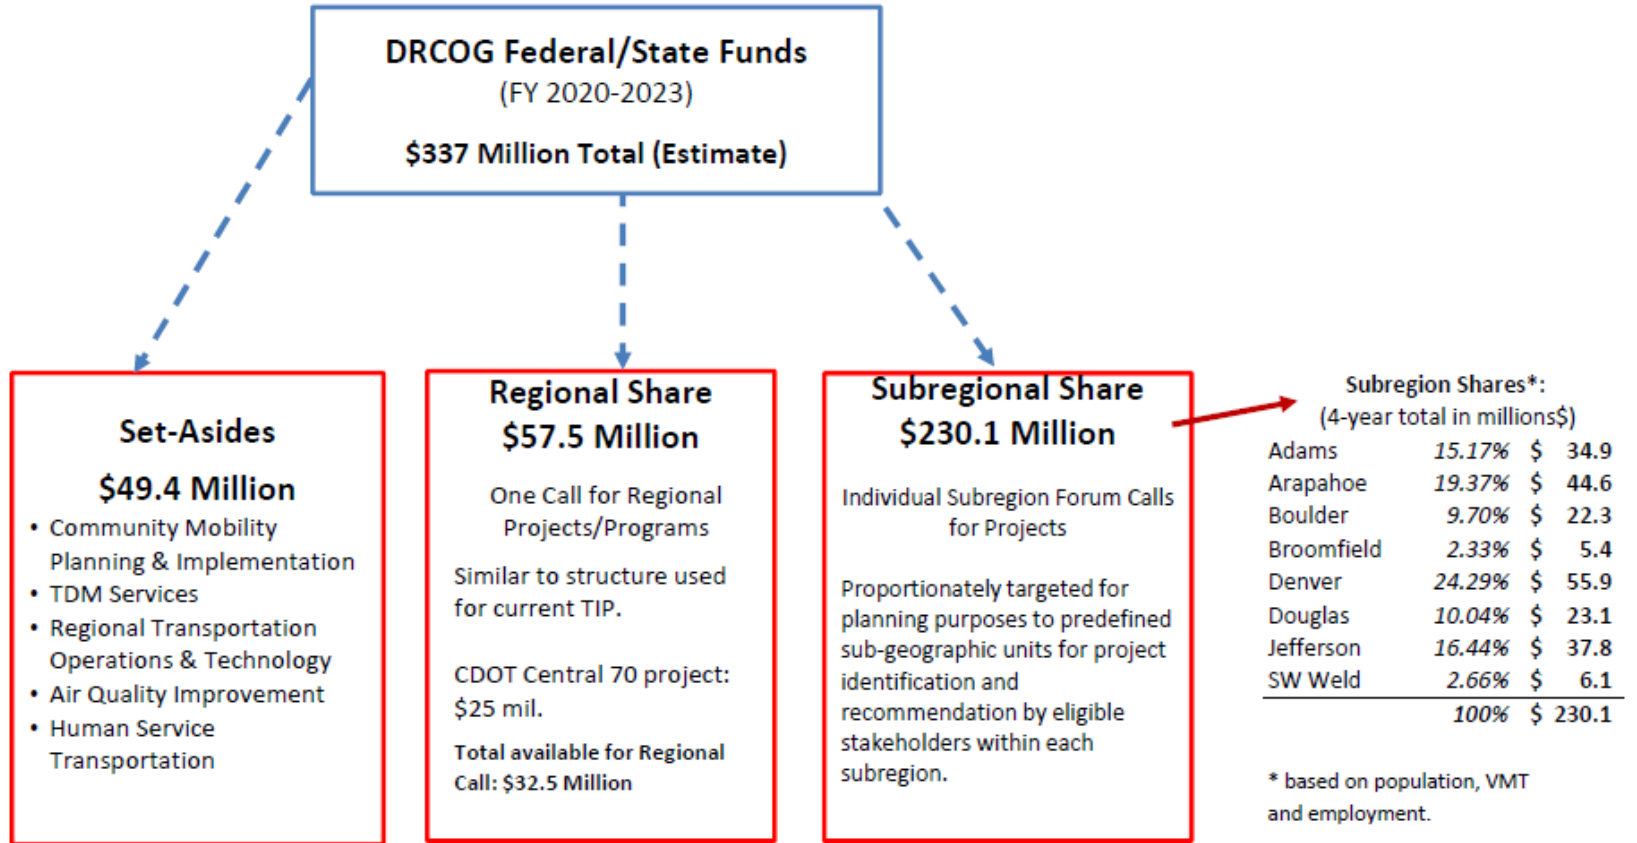 DRCOG Federal/State Funds
(FY 2020-2023)
$337 Million Total (Estimate)
Set-Asides
$49.4 Million
• Community Mobility
Planning & Implementation
• TDM Services
• Regional Transportation
Operations & Technology
• Air Quality Improvement
• Human Service
Transportation
Regional Share
$57.5 Million
One Call for Regional
Projects/Programs
Similar to structure used
for current TIP.
CDOT Central 70 project:
$25 mil.
Total available for Regional
Call: $32.5 Million
Subregional Share
$230.1 Million
Individual Subregion Forum Calls
for Projects
Proportionately targeted for
planning purposes to predefined
sub-geographic units for project
identification and
recommendation by eligible
stakeholders within each
subregion.
Subregion Shares*:
(4-year total in millions$)
Adams 15.17% $ 34.9
Arapahoe 19.37% $ 44.6
Boulder 9.70% $ 22.3
Broomfield 2.33% $ 5.4
Denver 24.29% $ 55.9
Douglas 10.04% $ 23.1
Jefferson 16.44% $ 37.8
SW Weld 2.66% $ 6.1
100% $ 230.1
* based on population, VMT
and employment.